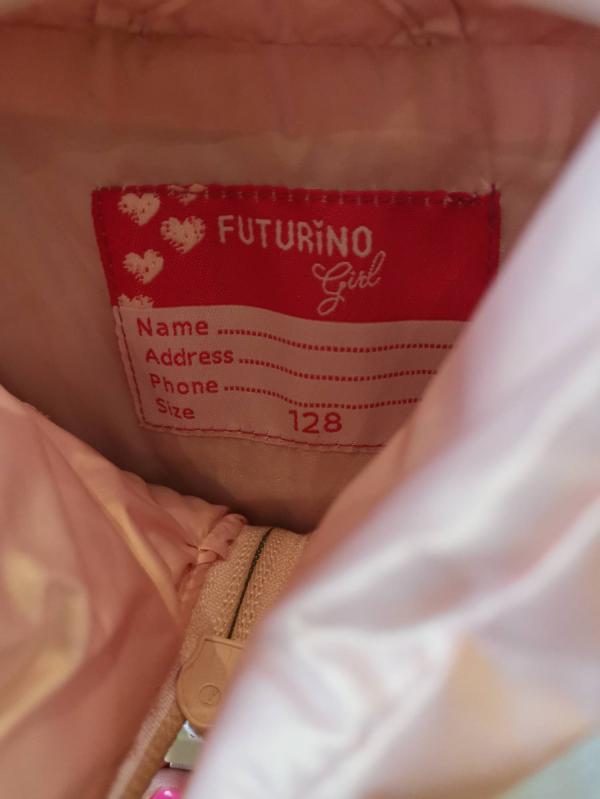 FUTURINO
Girl
Name
Address
Phone
Size 128